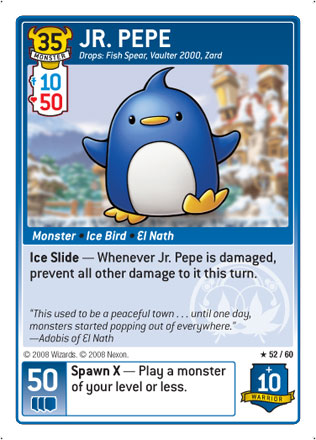 35
MONSTER
JR. PEPE
Drops: Fish Spear, Vaulter 2000, Zard
10
50
Monster • Ice Bird • El Nath
Ice Slide — Whenever Jr. Pepe is damaged,
prevent all other damage to it this turn.
"This used to be a peaceful town . . . until one day,
monsters started popping out of everywhere."
—Adobis of El Nath
© 2008 Wizards. © 2008 Nexon.
★ 52 / 60
50
Spawn X — Play a monster
of your level or less.
+
10
WARRIOR